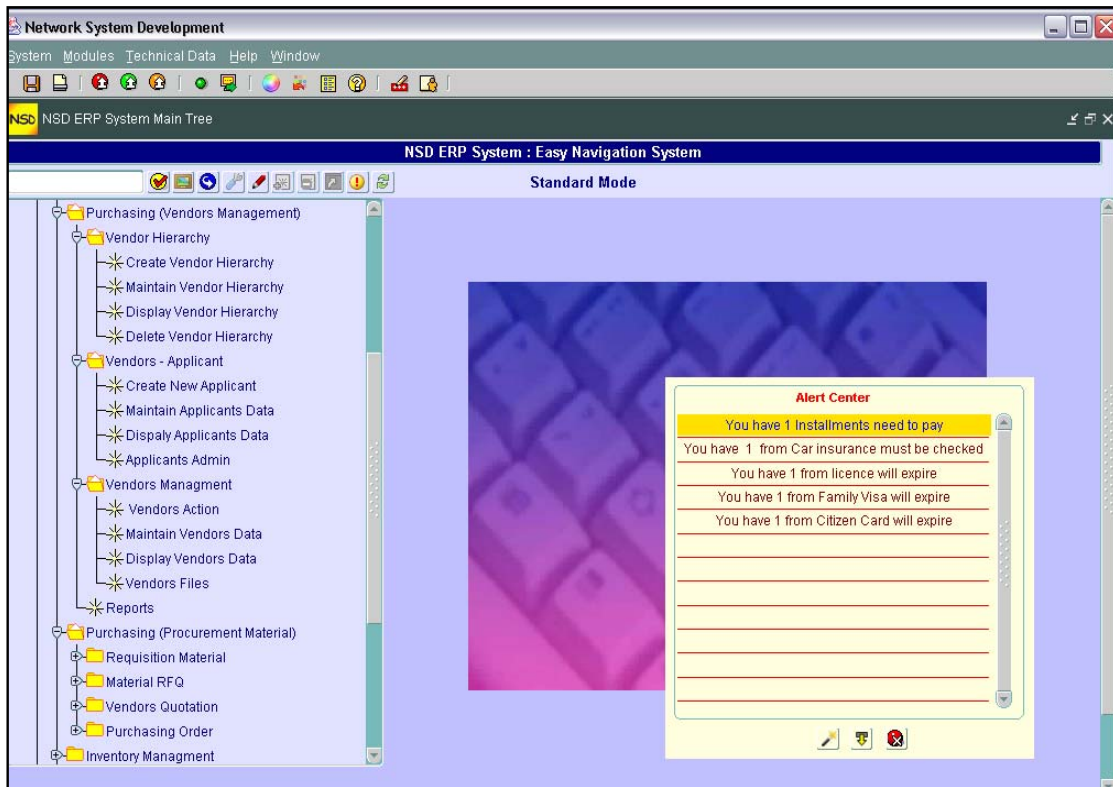 Network System Development
System Modules Technical Data Help Window
NSD NSD ERP System Main Tree
NSD ERP System : Easy Navigation System
Standard Mode
Purchasing (Vendors Management)
Vendor Hierarchy
Create Vendor Hierarchy
Maintain Vendor Hierarchy
Display Vendor Hierarchy
Delete Vendor Hierarchy
Vendors - Applicant
Create New Applicant
Maintain Applicants Data
Dispaly Applicants Data
Applicants Admin
Vendors Managment
Vendors Action
Maintain Vendors Data
Display Vendors Data
Vendors Files
Reports
Purchasing (Procurement Material)
Requisition Material
Material RFQ
Vendors Quotation
Purchasing Order
Inventory Managment
Alert Center
You have 1 Installments need to pay
You have 1 from Car insurance must be checked
You have 1 from licence will expire
You have 1 from Family Visa will expire
You have 1 from Citizen Card will expire